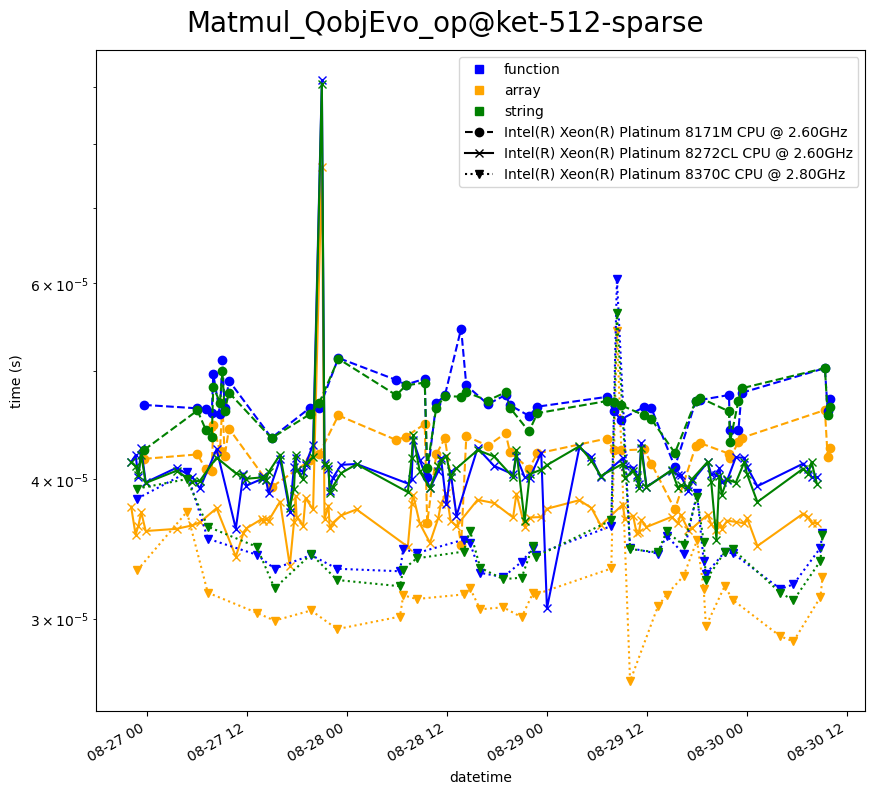 Matmul_QobjEvo_op@ket-512-sparse
function
array
string
Intel(R) Xeon(R) Platinum 8171M CPU @ 2.60GHz
Intel(R) Xeon(R) Platinum 8272CL CPU @ 2.60GHz
Intel(R) Xeon(R) Platinum 8370C CPU @ 2.80GHz
6 × 10⁻⁵
4 × 10⁻⁵
3 × 10⁻⁵
time (s)
08-27 00
08-27 12
08-28 00
08-28 12
08-29 00
08-29 12
08-30 00
08-30 12
datetime